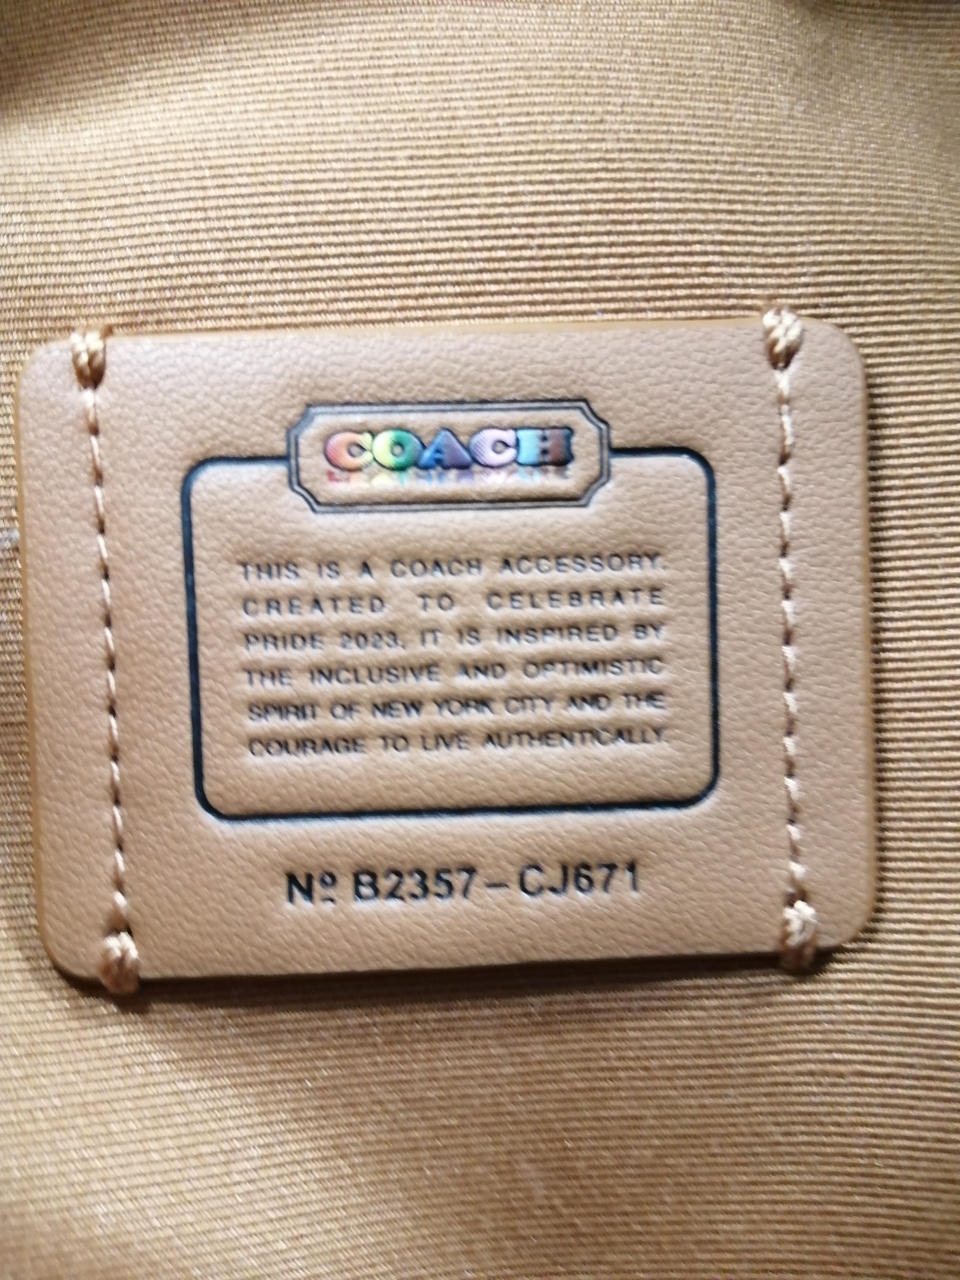 COACH
LEATHERWARE
THIS IS A COACH ACCESSORY.
CREATED TO CELEBRATE
PRIDE 2023, IT IS INSPIRED BY
THE INCLUSIVE AND OPTIMISTIC
SPIRIT OF NEW YORK CITY AND THE
COURAGE TO LIVE AUTHENTICALLY.
Nº B2357–CJ671